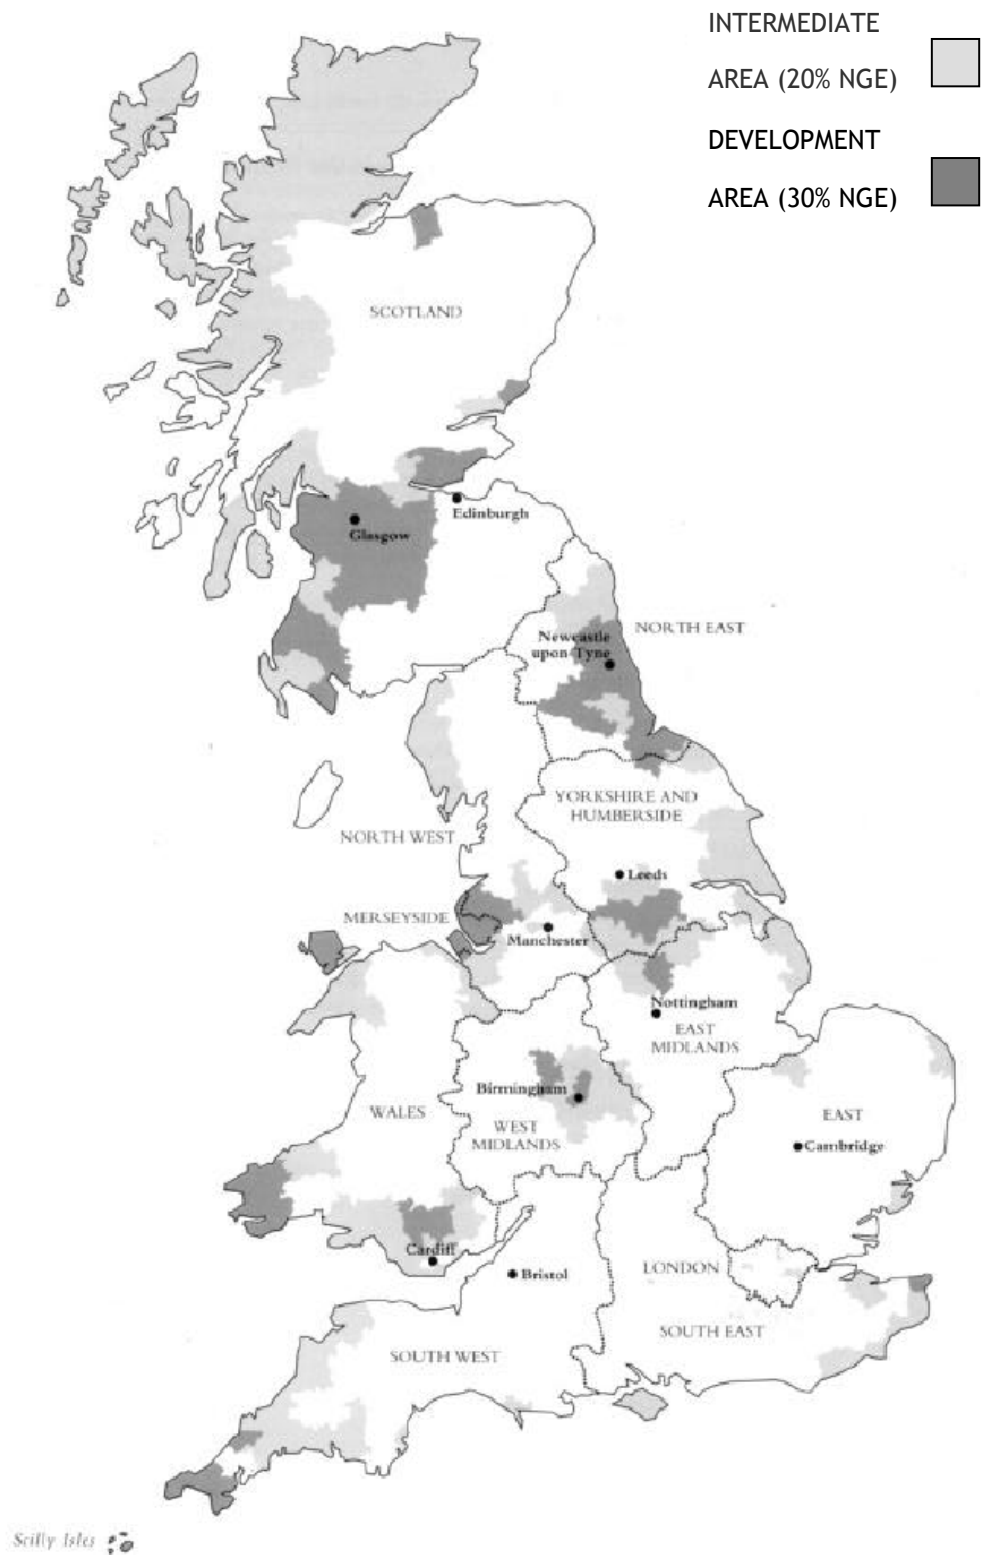 INTERMEDIATE
AREA (20% NGE)
DEVELOPMENT
AREA (30% NGE)
SCOTLAND
Edinburgh
Glasgow
NORTH EAST
Newcastle
upon Tyne
YORKSHIRE AND
HUMBERSIDE
NORTH WEST
Leeds
MERSEYSIDE
Manchester
Nottingham
EAST
MIDLANDS
Birmingham
WALES
WEST
MIDLANDS
EAST
Cambridge
Cardiff
Bristol
LONDON
SOUTH EAST
SOUTH WEST
Scilly Isles